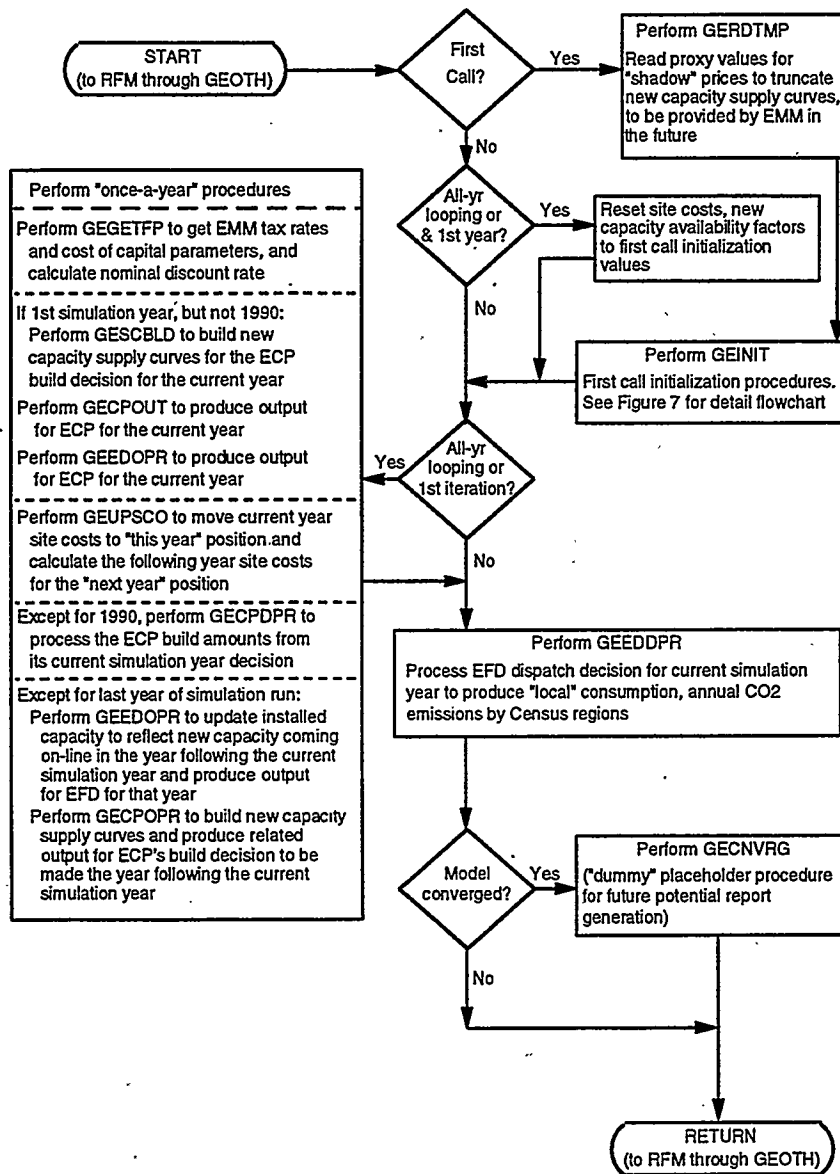 START
(to RFM through GEOTH)
First
Call?
Yes
Perform GERDTMP
Read proxy values for
"shadow" prices to truncate
new capacity supply curves,
to be provided by EMM in
the future
No
All-yr
looping or
& 1st year?
Yes
Reset site costs, new
capacity availability factors
to first call initialization
values
No
Perform GEINIT
First call initialization procedures.
See Figure 7 for detail flowchart
All-yr
looping or
1st iteration?
Yes
No
Perform "once-a-year" procedures
Perform GEGETFP to get EMM tax rates
and cost of capital parameters, and
calculate nominal discount rate
If 1st simulation year, but not 1990:
Perform GESCBLD to build new
capacity supply curves for the ECP
build decision for the current year
Perform GECPOUT to produce output
for ECP for the current year
Perform GEEDOPR to produce output
for ECP for the current year
Perform GEUPSCO to move current year
site costs to "this year" position.and
calculate the following year site costs
for the "next year" position
Except for 1990, perform GECPDPR to
process the ECP build amounts from
its current simulation year decision
Except for last year of simulation run:
Perform GEEDOPR to update installed
capacity to reflect new capacity coming
on-line in the year following the current
simulation year and produce output
for EFD for that year
Perform GECPOPR to build new capacity
supply curves and produce related
output for ECP's build decision to be
made the year following the current
simulation year
Perform GEEDDPR
Process EFD dispatch decision for current simulation
year to produce "local" consumption, annual CO2
emissions by Census regions
Model
converged?
Yes
Perform GECNVRG
("dummy" placeholder procedure
for future potential report
generation)
No
RETURN
(to RFM through GEOTH)